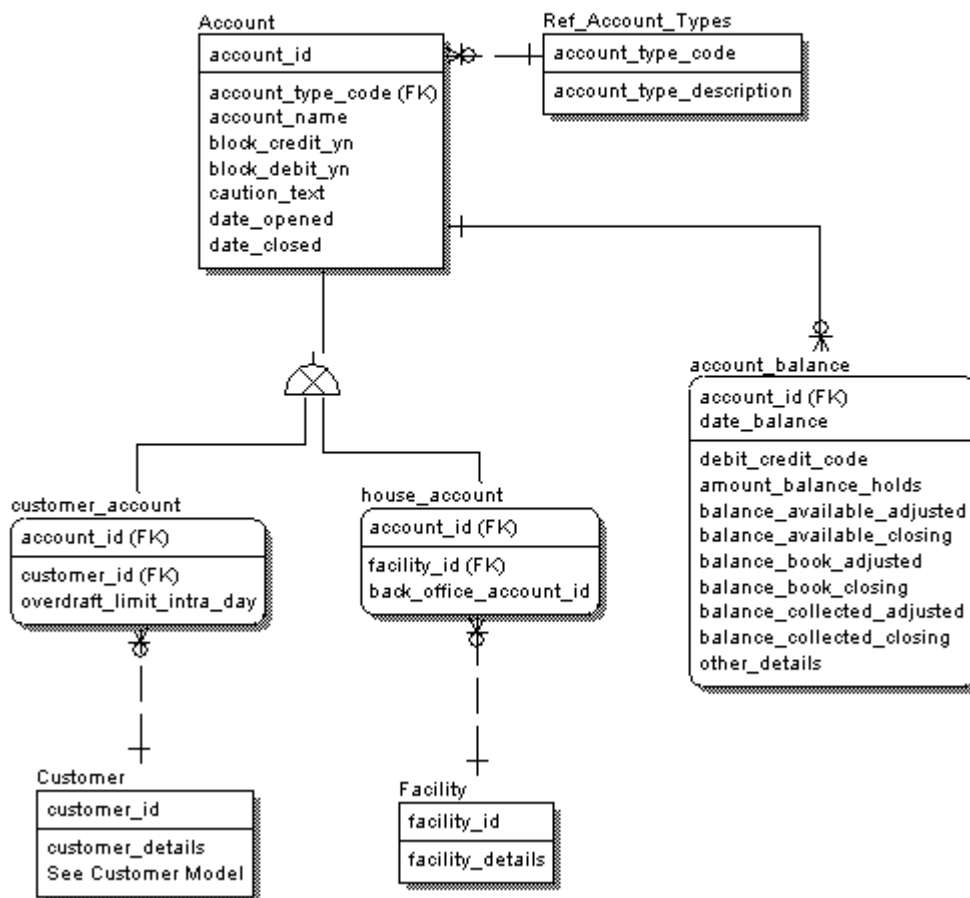 Account
account_id
account_type_code (FK)
account_name
block_credit_yn
block_debit_yn
caution_text
date_opened
date_closed
Ref_Account_Types
account_type_code
account_type_description
account_balance
account_id (FK)
date_balance
debit_credit_code
amount_balance_holds
balance_available_adjusted
balance_available_closing
balance_book_adjusted
balance_book_closing
balance_collected_adjusted
balance_collected_closing
other_details
customer_account
account_id (FK)
customer_id (FK)
overdraft_limit_intra_day
house_account
account_id (FK)
facility_id (FK)
back_office_account_id
Customer
customer_id
customer_details
See Customer Model
Facility
facility_id
facility_details